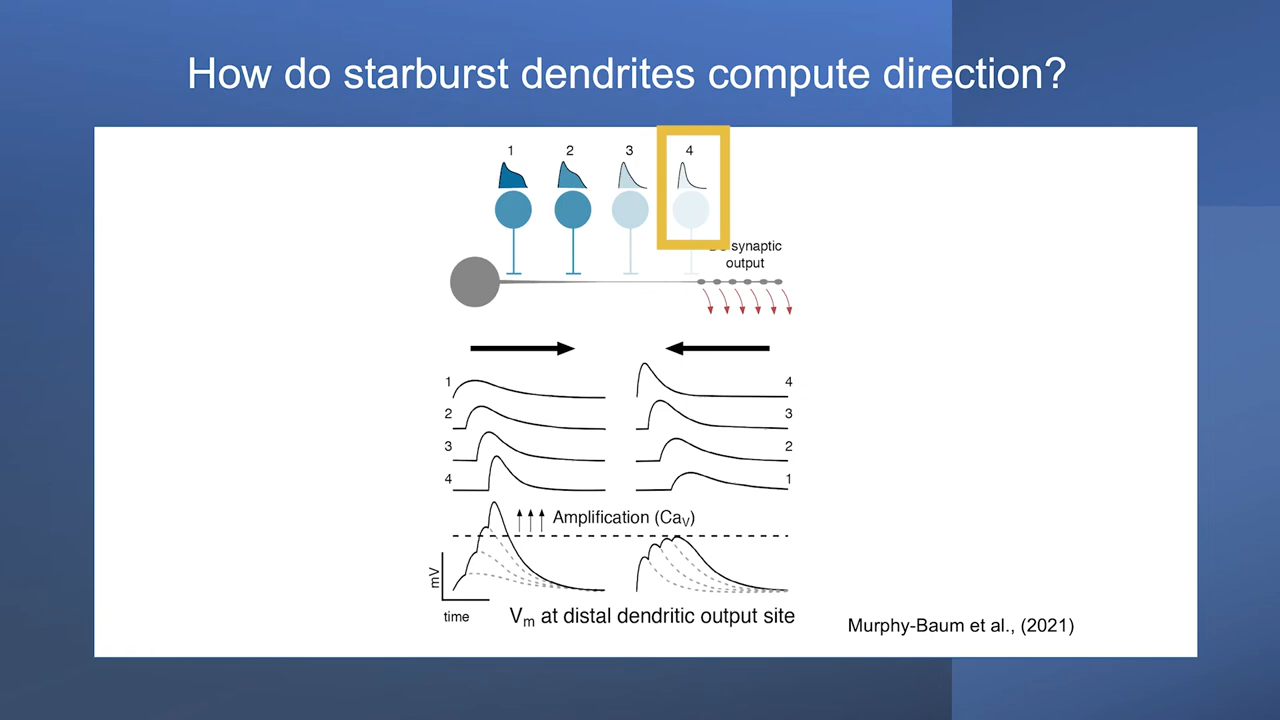 How do starburst dendrites compute direction?
1 2 3 4
synaptic
output
1 4
2 3
3 2
4 1
Amplification (CaV)
mV
time
Vm at distal dendritic output site
Murphy-Baum et al., (2021)